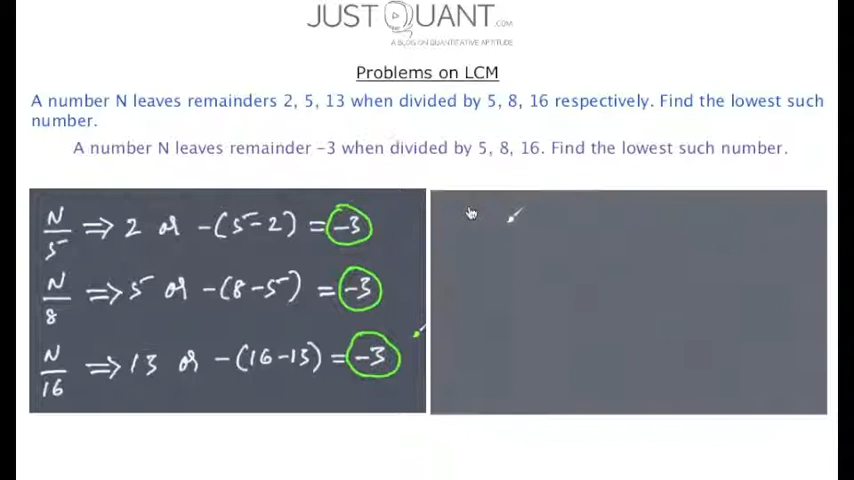 JUST QUANT.COM
A BLOG ON QUANTITATIVE APTITUDE
Problems on LCM
A number N leaves remainders 2, 5, 13 when divided by 5, 8, 16 respectively. Find the lowest such
number.
A number N leaves remainder -3 when divided by 5, 8, 16. Find the lowest such number.
N/5 ⇒ 2 or -(5-2) = -3
N/8 ⇒ 5 or -(8-5) = -3
N/16 ⇒ 13 or -(16-13) = -3